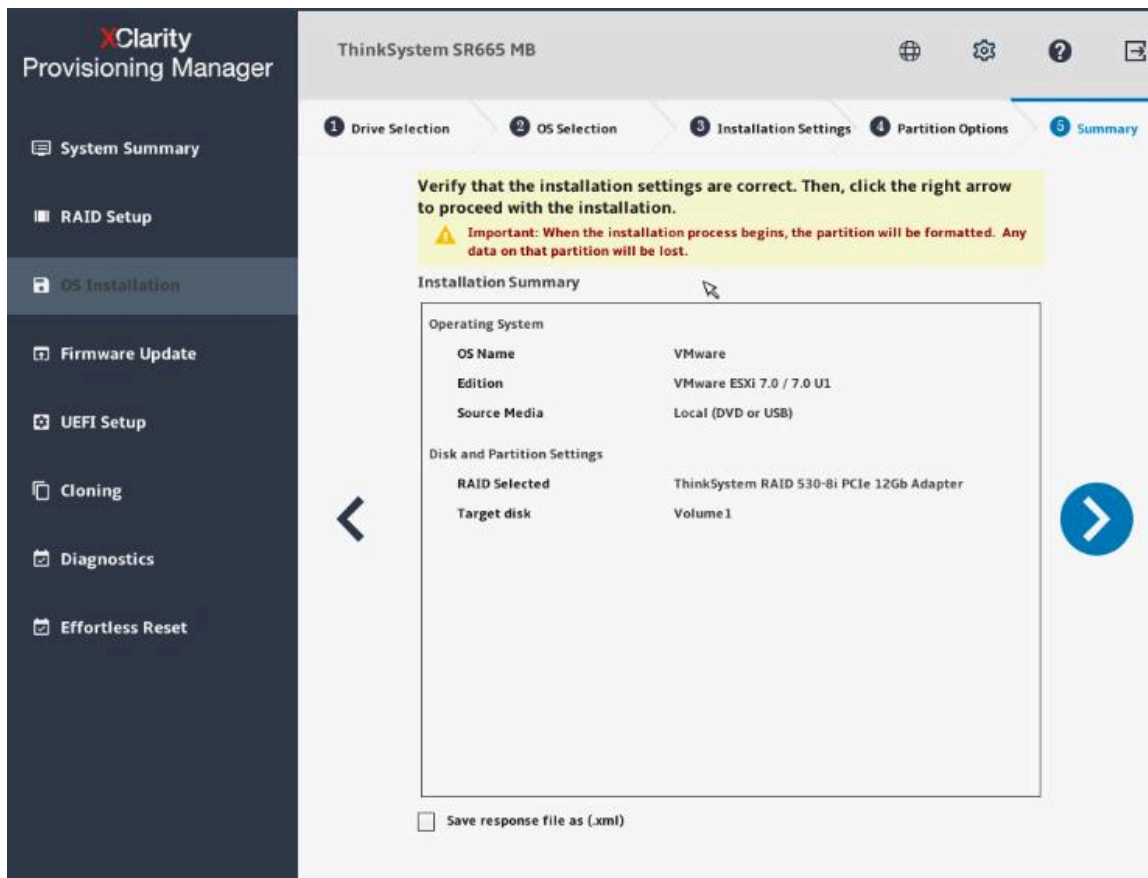 XClarity
Provisioning Manager
System Summary
RAID Setup
OS Installation
Firmware Update
UEFI Setup
Cloning
Diagnostics
Effortless Reset
ThinkSystem SR665 MB
1 Drive Selection
2 OS Selection
3 Installation Settings
4 Partition Options
5 Summary
Verify that the installation settings are correct. Then, click the right arrow
to proceed with the installation.
Important: When the installation process begins, the partition will be formatted. Any
data on that partition will be lost.
Installation Summary
Operating System
OS Name VMware
Edition VMware ESXi 7.0 / 7.0 U1
Source Media Local (DVD or USB)
Disk and Partition Settings
RAID Selected ThinkSystem RAID 530-8i PCIe 12Gb Adapter
Target disk Volume1
Save response file as (.xml)